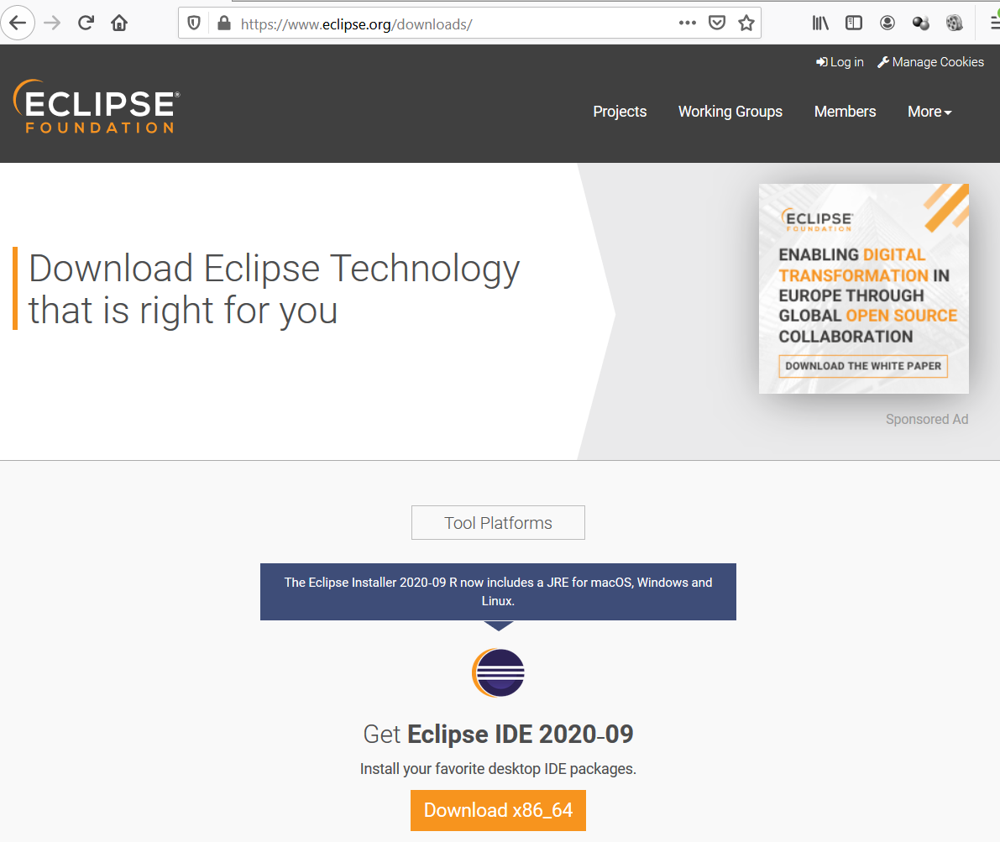 https://www.eclipse.org/downloads/
Log in Manage Cookies
ECLIPSE®
FOUNDATION
Projects Working Groups Members More
Download Eclipse Technology
that is right for you
ECLIPSE
FOUNDATION
ENABLING DIGITAL
TRANSFORMATION IN
EUROPE THROUGH
GLOBAL OPEN SOURCE
COLLABORATION
DOWNLOAD THE WHITE PAPER
Sponsored Ad
Tool Platforms
The Eclipse Installer 2020-09 R now includes a JRE for macOS, Windows and
Linux.
Get Eclipse IDE 2020-09
Install your favorite desktop IDE packages.
Download x86_64